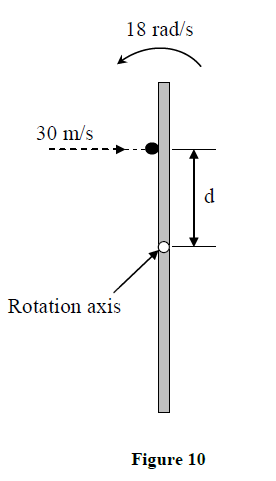 18 rad/s
30 m/s
d
Rotation axis
Figure 10